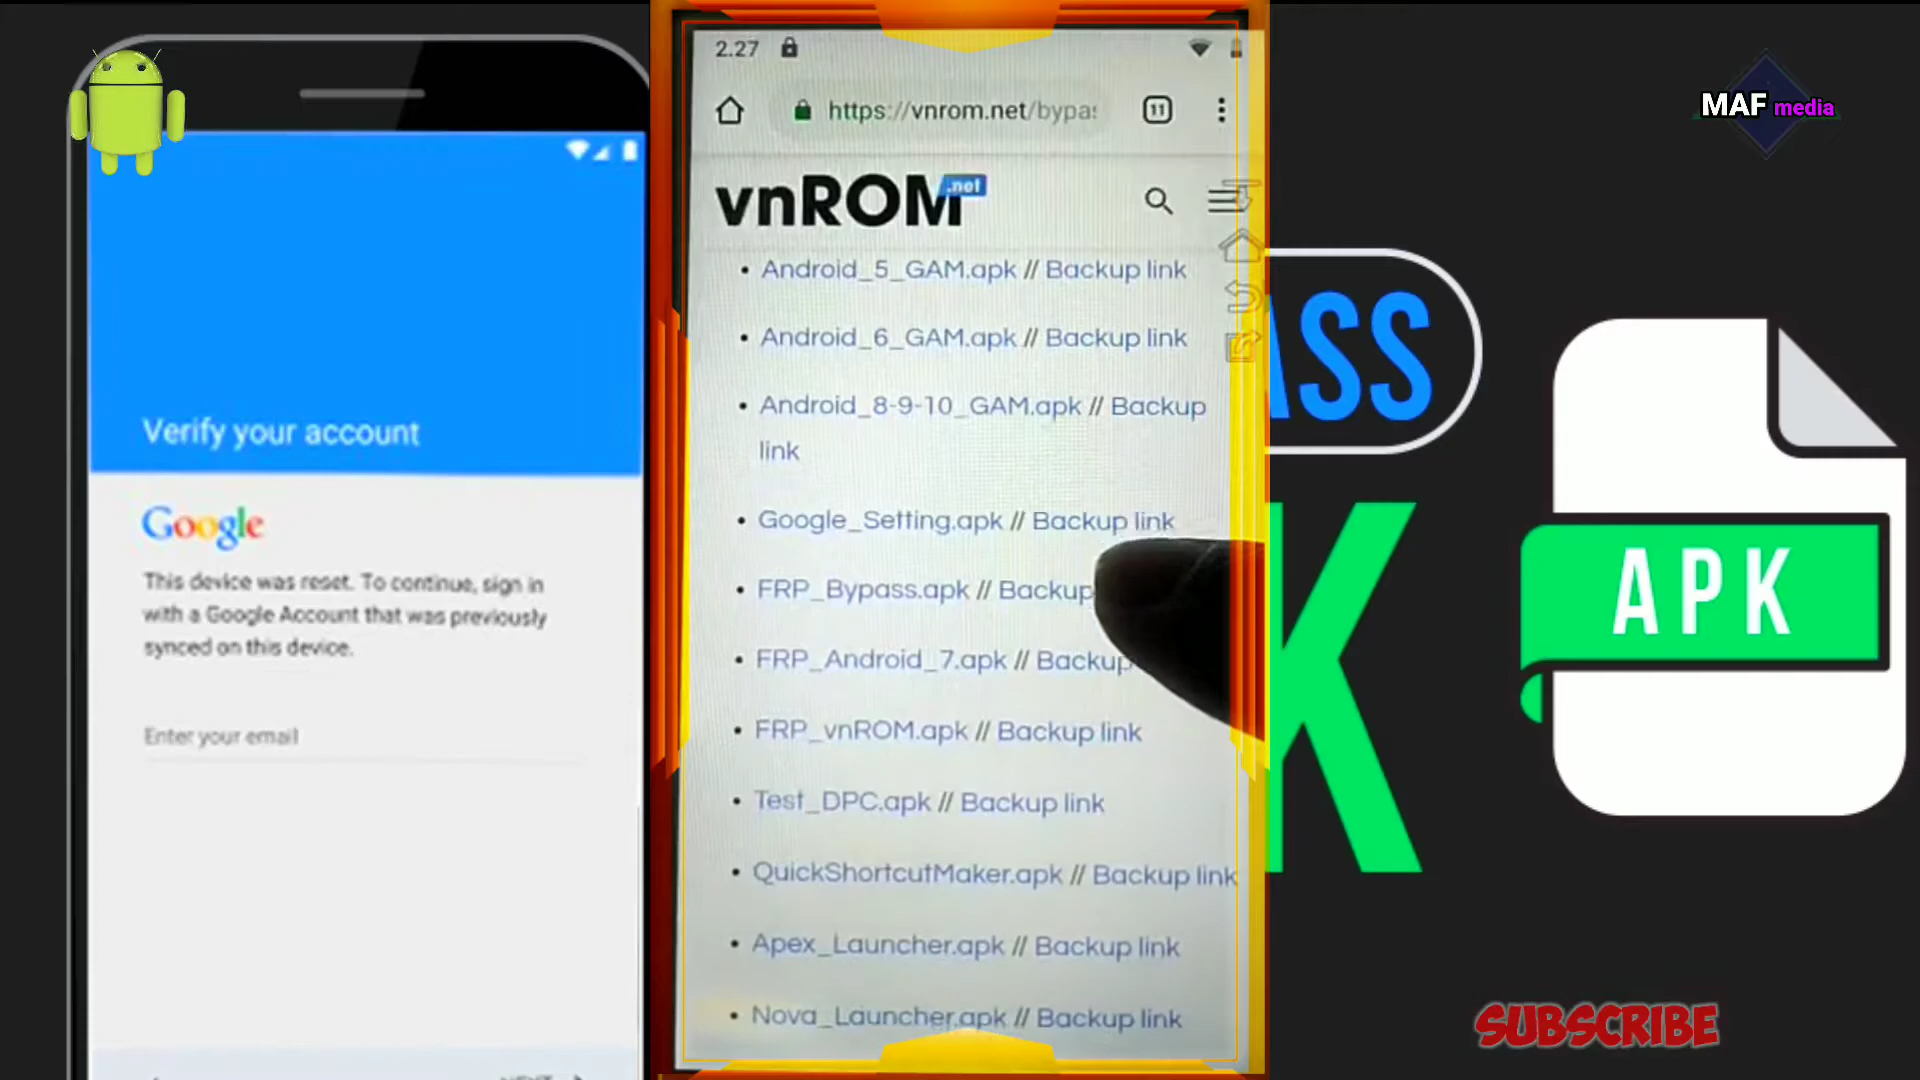 Verify your account
Google
This device was reset. To continue, sign in
with a Google Account that was previously
synced on this device.
Enter your email
2.27
https://vnrom.net/bypas
11
vnROM.net
Android_5_GAM.apk // Backup link
Android_6_GAM.apk // Backup link
Android_8-9-10_GAM.apk // Backup
link
Google_Setting.apk // Backup link
FRP_Bypass.apk // Backup
FRP_Android_7.apk // Backup
FRP_vnROM.apk // Backup link
Test_DPC.apk // Backup link
QuickShortcutMaker.apk // Backup link
Apex_Launcher.apk // Backup link
Nova_Launcher.apk // Backup link
MAF media
ASS
K
APK
SUBSCRIBE